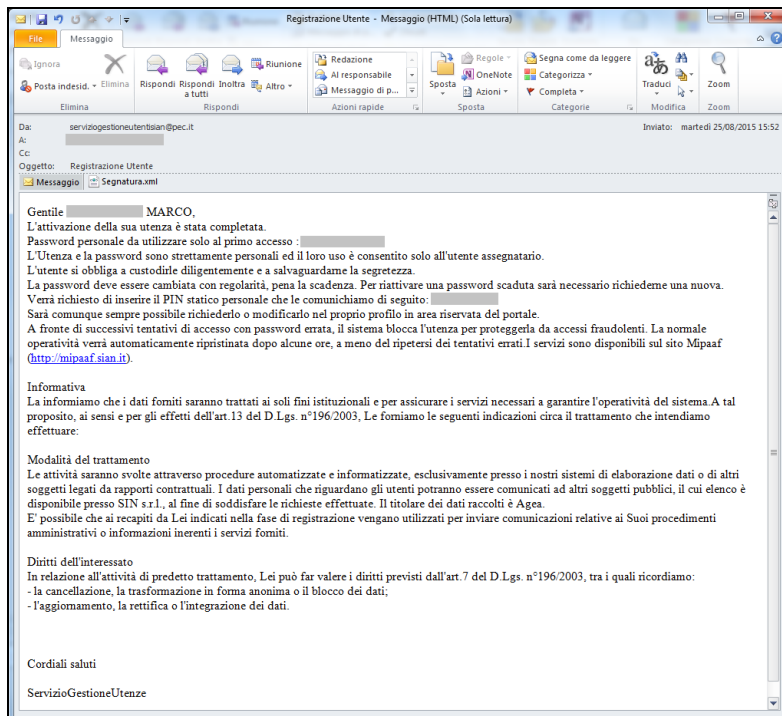 Registrazione Utente - Messaggio (HTML) (Sola lettura)
File
Messaggio
Ignora
Posta indesid.
Elimina
Rispondi
Rispondi a tutti
Inoltra
Riunione
Altro
Redazione
Al responsabile
Messaggio di p...
Sposta
Regole
OneNote
Azioni
Segna come da leggere
Categorizza
Completa
Traduci
Zoom
Elimina
Rispondi
Azioni rapide
Sposta
Categorie
Modifica
Zoom
Da: serviziogestioneutentisian@pec.it
Inviato: martedì 25/08/2015 15:52
A:
Cc:
Oggetto: Registrazione Utente
Messaggio
Segnatura.xml
Gentile MARCO,
L'attivazione della sua utenza è stata completata.
Password personale da utilizzare solo al primo accesso :
L'Utenza e la password sono strettamente personali ed il loro uso è consentito solo all'utente assegnatario.
L'utente si obbliga a custodirle diligentemente e a salvaguardarne la segretezza.
La password deve essere cambiata con regolarità, pena la scadenza. Per riattivare una password scaduta sarà necessario richiederne una nuova.
Verrà richiesto di inserire il PIN statico personale che le comunichiamo di seguito:
Sarà comunque sempre possibile richiederlo o modificarlo nel proprio profilo in area riservata del portale.
A fronte di successivi tentativi di accesso con password errata, il sistema blocca l'utenza per proteggerla da accessi fraudolenti. La normale
operatività verrà automaticamente ripristinata dopo alcune ore, a meno del ripetersi dei tentativi errati.I servizi sono disponibili sul sito Mipaaf
(http://mipaaf.sian.it).
Informativa
La informiamo che i dati forniti saranno trattati ai soli fini istituzionali e per assicurare i servizi necessari a garantire l'operatività del sistema.A tal
proposito, ai sensi e per gli effetti dell'art.13 del D.Lgs. n°196/2003, Le forniamo le seguenti indicazioni circa il trattamento che intendiamo
effettuare:
Modalità del trattamento
Le attività saranno svolte attraverso procedure automatizzate e informatizzate, esclusivamente presso i nostri sistemi di elaborazione dati o di altri
soggetti legati da rapporti contrattuali. I dati personali che riguardano gli utenti potranno essere comunicati ad altri soggetti pubblici, il cui elenco è
disponibile presso SIN s.r.l., al fine di soddisfare le richieste effettuate. Il titolare dei dati raccolti è Agea.
E' possibile che ai recapiti da Lei indicati nella fase di registrazione vengano utilizzati per inviare comunicazioni relative ai Suoi procedimenti
amministrativi o informazioni inerenti i servizi forniti.
Diritti dell'interessato
In relazione all'attività di predetto trattamento, Lei può far valere i diritti previsti dall'art.7 del D.Lgs. n°196/2003, tra i quali ricordiamo:
- la cancellazione, la trasformazione in forma anonima o il blocco dei dati;
- l'aggiornamento, la rettifica o l'integrazione dei dati.
Cordiali saluti
ServizioGestioneUtenze